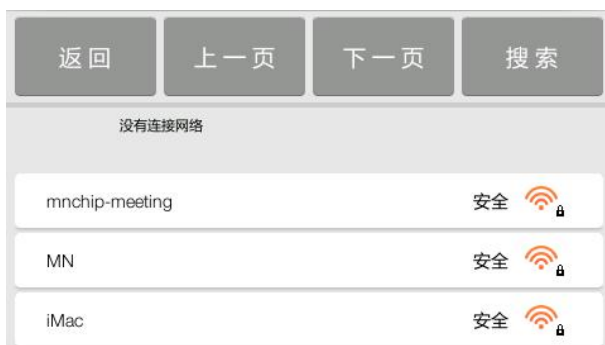 返回 上一页 下一页 搜索
没有连接网络
mnchip-meeting 安全
MN 安全
iMac 安全